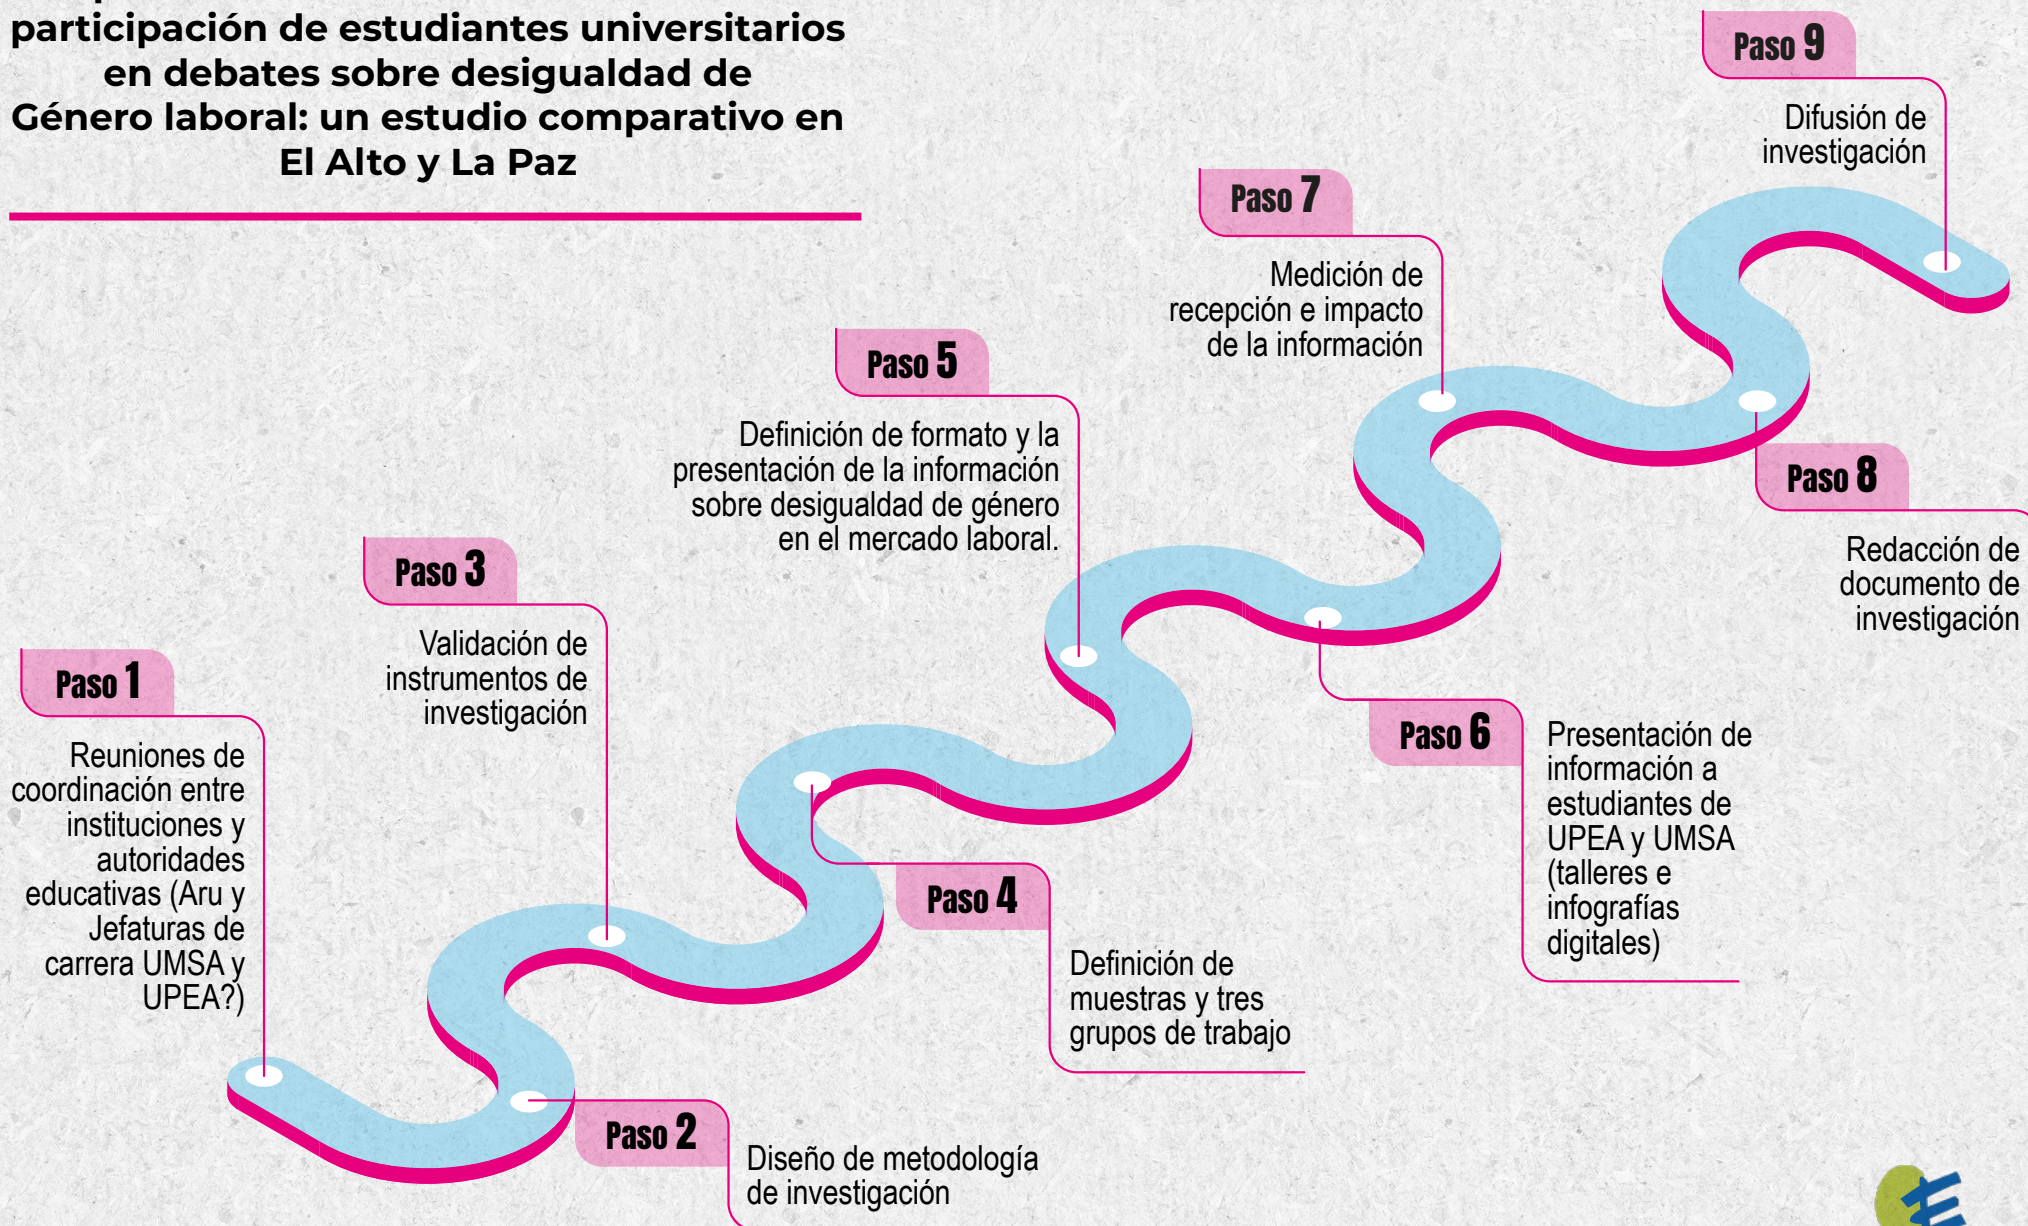 participación de estudiantes universitarios
en debates sobre desigualdad de
Género laboral: un estudio comparativo en
El Alto y La Paz
Paso 1
Reuniones de
coordinación entre
instituciones y
autoridades
educativas (Aru y
Jefaturas de
carrera UMSA y
UPEA?)
Paso 2
Diseño de metodología
de investigación
Paso 3
Validación de
instrumentos de
investigación
Paso 4
Definición de
muestras y tres
grupos de trabajo
Paso 5
Definición de formato y la
presentación de la información
sobre desigualdad de género
en el mercado laboral.
Paso 6
Presentación de
información a
estudiantes de
UPEA y UMSA
(talleres e
infografías
digitales)
Paso 7
Medición de
recepción e impacto
de la información
Paso 8
Redacción de
documento de
investigación
Paso 9
Difusión de
investigación